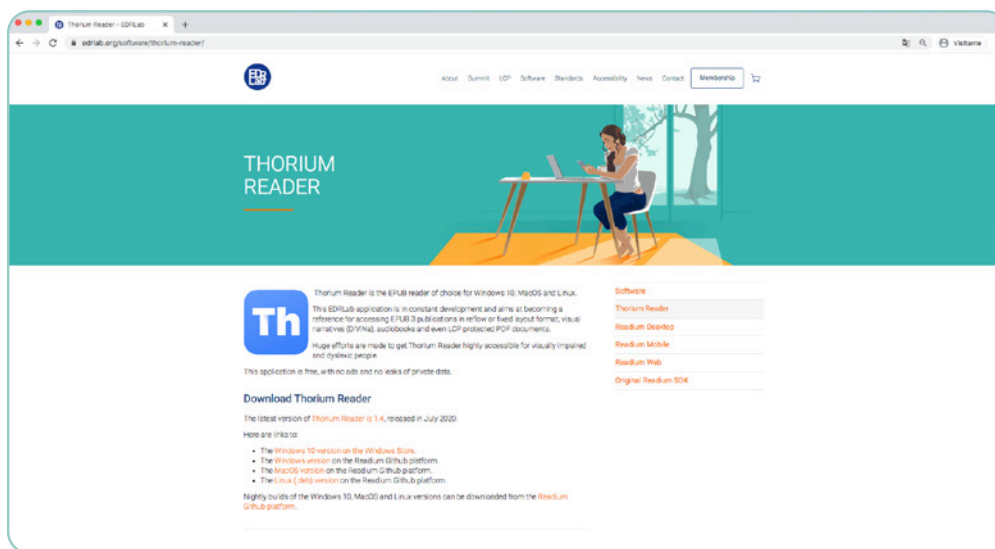 Thorium Reader - EDRLab
edrlab.org/software/thorium-reader/
Visitante
EDR
Lab
About Summit LCP Software Standards Accessibility News Contact Membership
THORIUM
READER
Th
Thorium Reader is the EPUB reader of choice for Windows 10, MacOS and Linux.
This EDRLab application is in constant development and aims at becoming a
reference for accessing EPUB 3 publications in reflow or fixed layout format, visual
narratives (DiViNa), audiobooks and even LCP protected PDF documents.
Huge efforts are made to get Thorium Reader highly accessible for visually impaired
and dyslexic people
This application is free, with no ads and no leaks of private data.
Download Thorium Reader
The latest version of Thorium Reader is 1.4, released in July 2020.
Here are links to:
• The Windows 10 version on the Windows Store.
• The Windows version on the Readium Github platform.
• The MacOS version on the Readium Github platform.
• The Linux (.deb) version on the Readium Github platform.
Nightly builds of the Windows 10, MacOS and Linux versions can be downloaded from the Readium
Github platform.
Software
Thorium Reader
Readium Desktop
Readium Mobile
Readium Web
Original Readium SDK